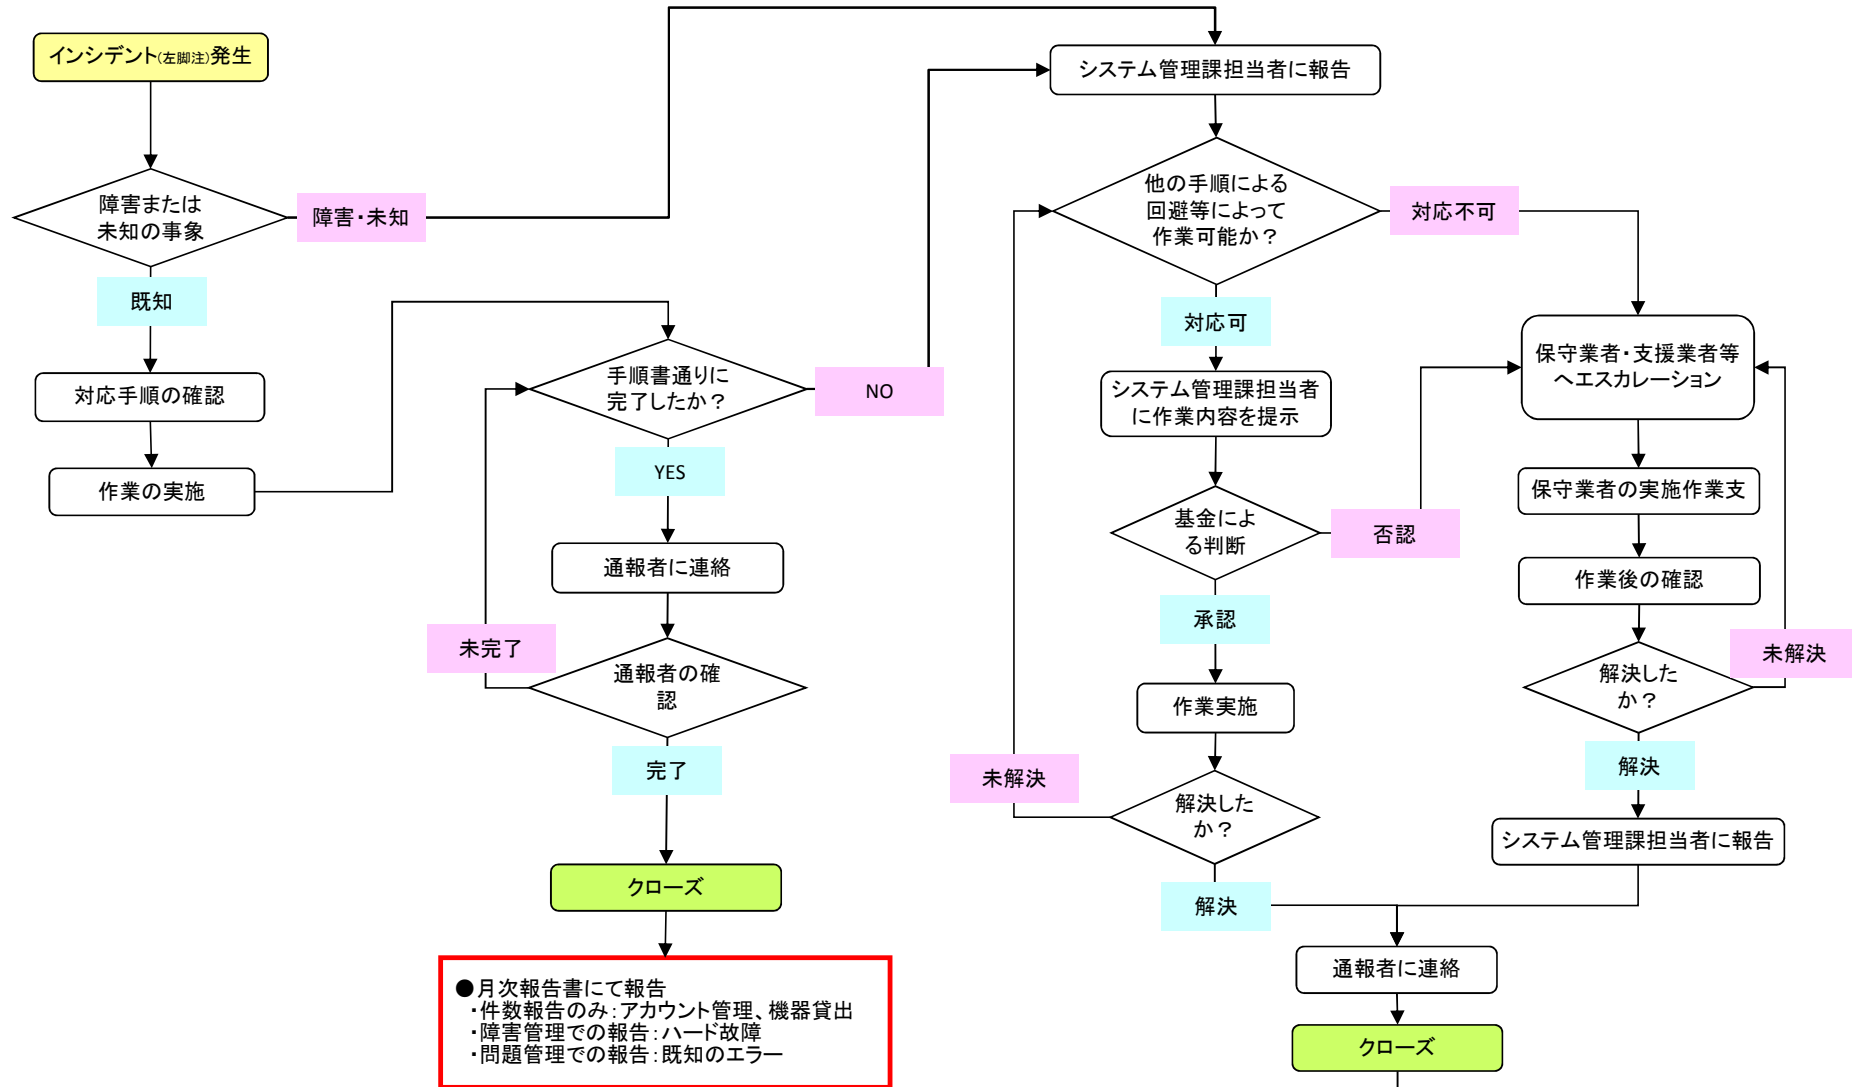 インシデント(左脚注)発生
障害または
未知の事象
障害・未知
既知
対応手順の確認
作業の実施
手順書通りに
完了したか？
NO
YES
通報者に連絡
未完了
通報者の確
認
完了
クローズ
●月次報告書にて報告
・件数報告のみ：アカウント管理、機器貸出
・障害管理での報告：ハード故障
・問題管理での報告：既知のエラー
システム管理課担当者に報告
他の手順による
回避等によって
作業可能か？
対応不可
対応可
システム管理課担当者
に作業内容を提示
基金によ
る判断
否認
承認
作業実施
未解決
解決した
か？
解決
保守業者・支援業者等
へエスカレーション
保守業者の実施作業支
作業後の確認
未解決
解決した
か？
解決
システム管理課担当者に報告
通報者に連絡
クローズ